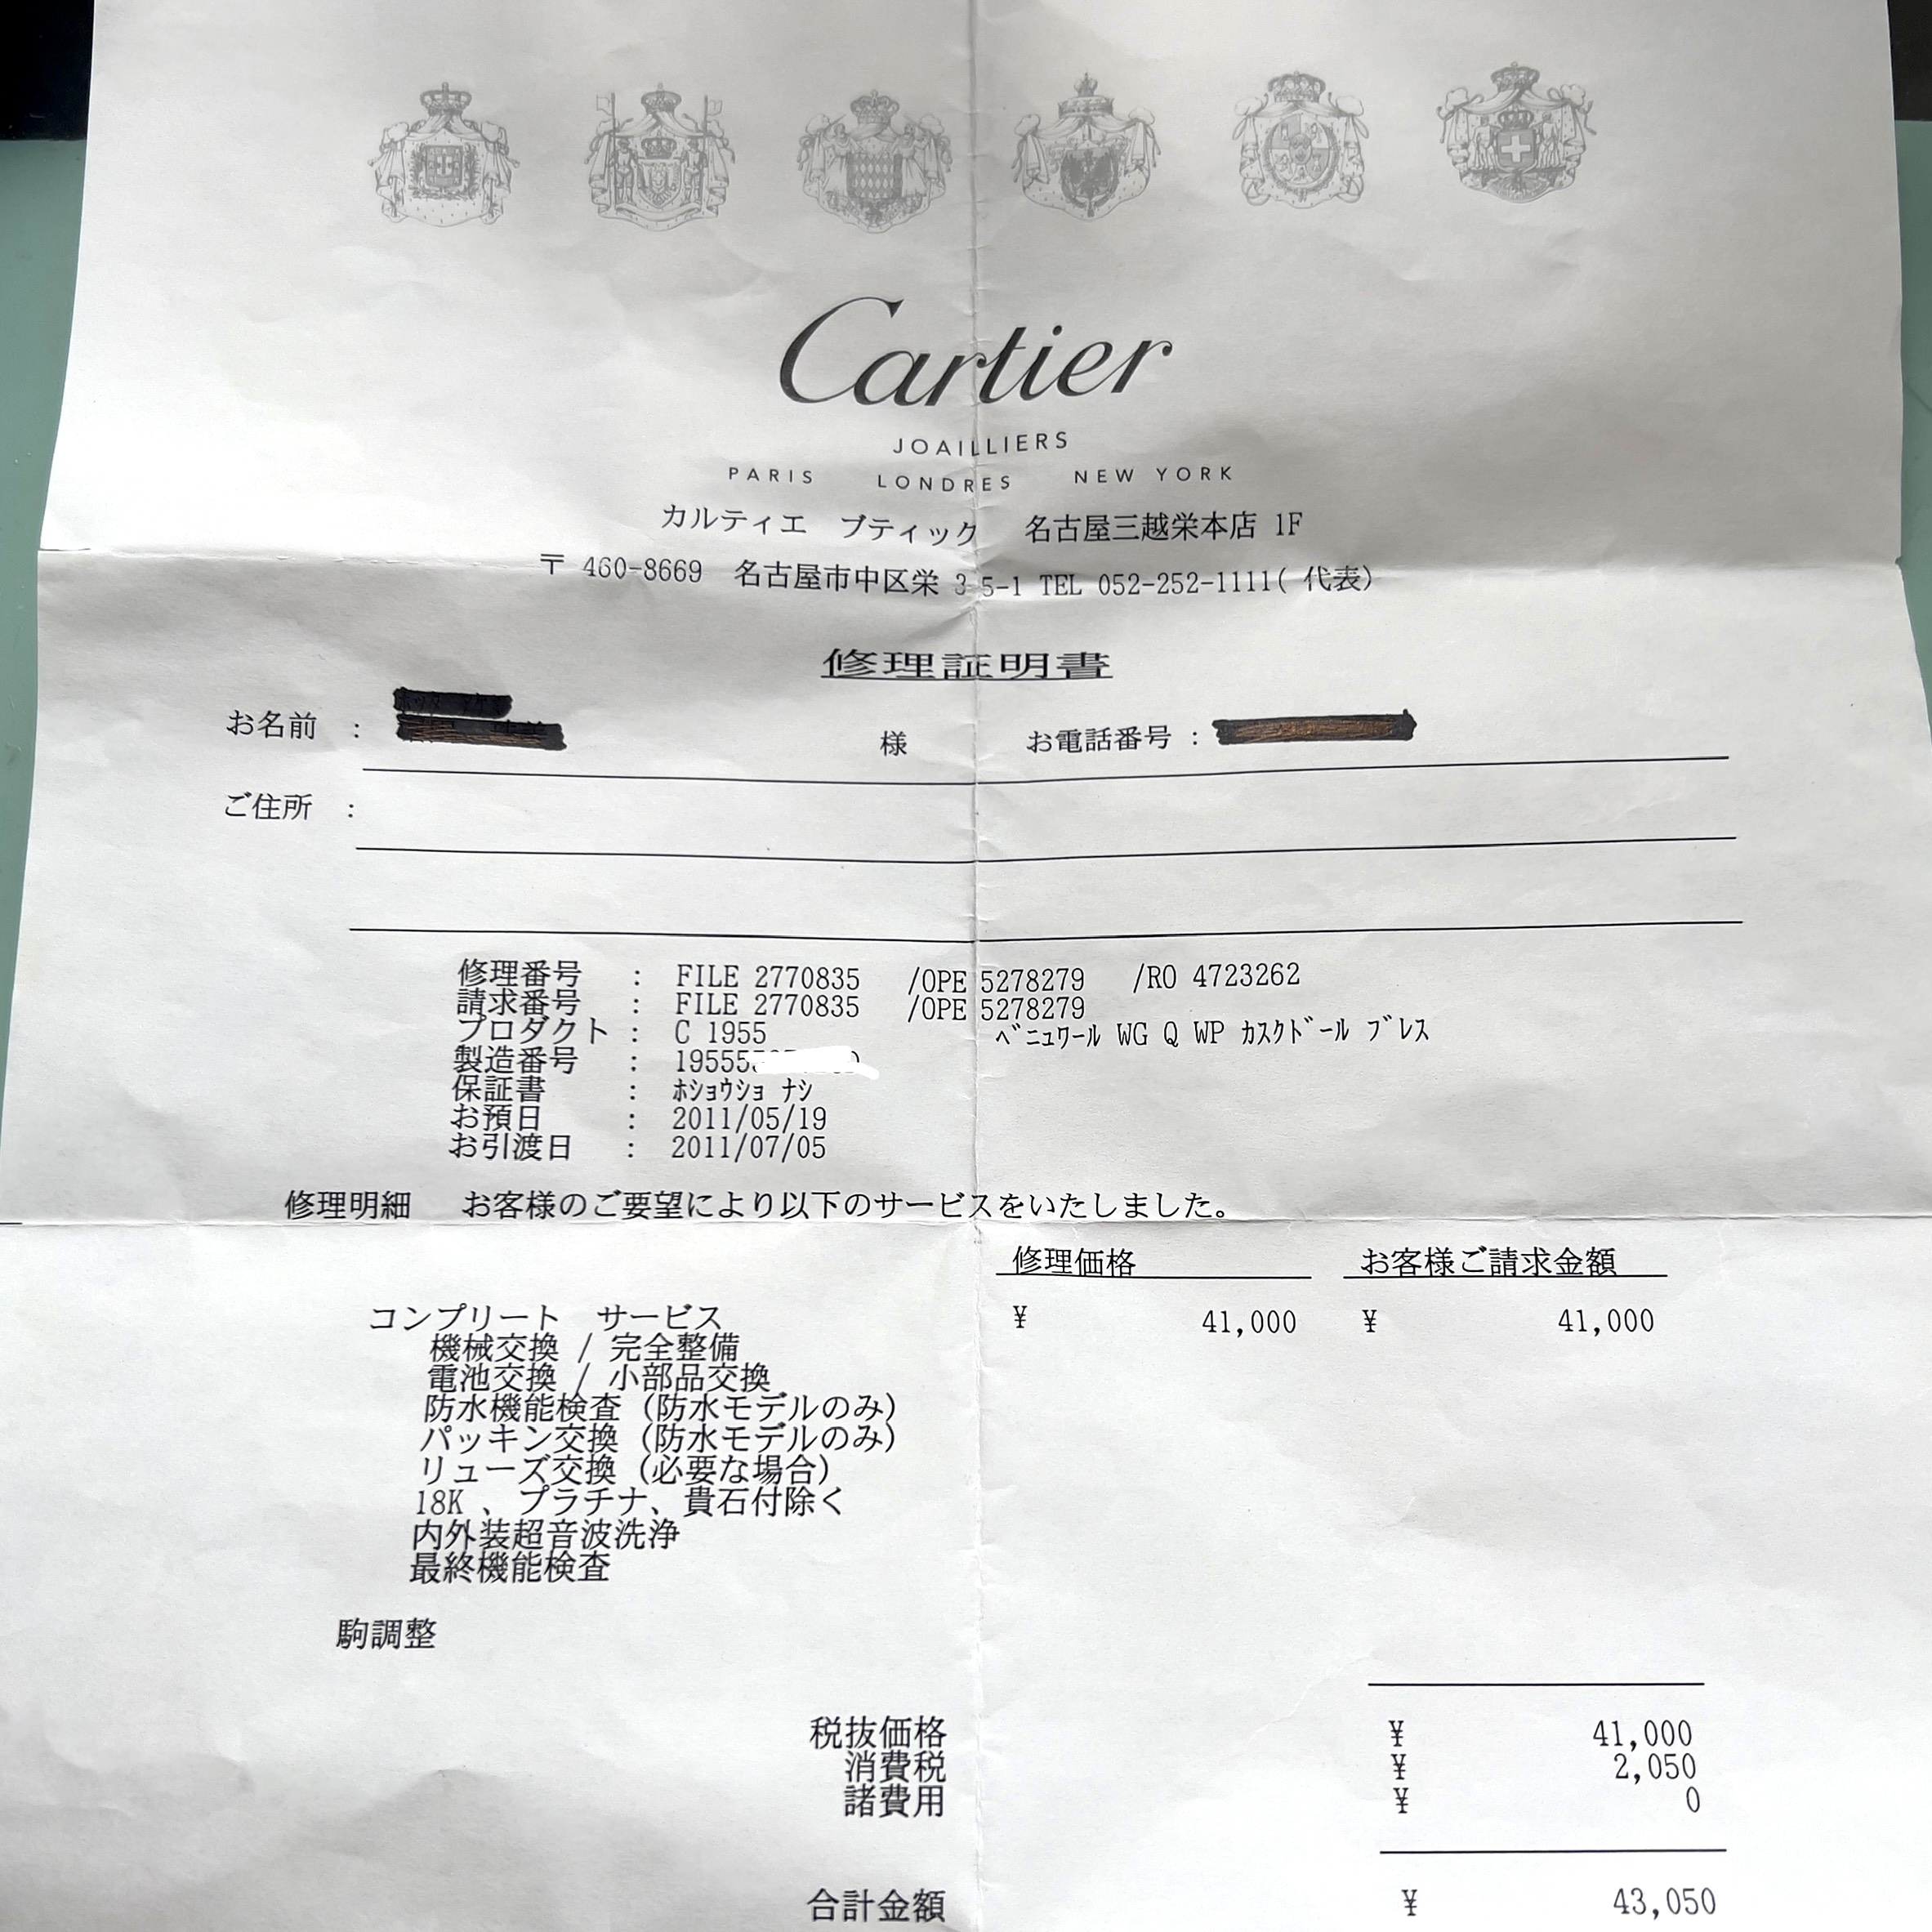 Cartier
JOAILLIERS
PARIS LONDRES NEW YORK
カルティエ ブティック 名古屋三越栄本店 1F
〒 460-8669 名古屋市中区栄 3-5-1 TEL 052-252-1111( 代表)
修理証明書
お名前 : 様 お電話番号 :
ご住所 :
修理番号 : FILE 2770835 /OPE 5278279 /RO 4723262
請求番号 : FILE 2770835 /OPE 5278279
プロダクト : C 1955 ﾍﾞﾆｭﾜｰﾙ WG Q WP ｶｽｸﾄﾞｰﾙ ﾌﾞﾚｽ
製造番号 : 19555
保証書 : ﾎｼｮｳｼｮ ﾅｼ
お預日 : 2011/05/19
お引渡日 : 2011/07/05
修理明細 お客様のご要望により以下のサービスをいたしました。
修理価格 お客様ご請求金額
コンプリート サービス ¥ 41,000 ¥ 41,000
機械交換 / 完全整備
電池交換 / 小部品交換
防水機能検査 (防水モデルのみ)
パッキン交換 (防水モデルのみ)
リューズ交換 (必要な場合)
18K 、プラチナ、貴石付除く
内外装超音波洗浄
最終機能検査
駒調整
税抜価格 ¥ 41,000
消費税 ¥ 2,050
諸費用 ¥ 0
合計金額 ¥ 43,050